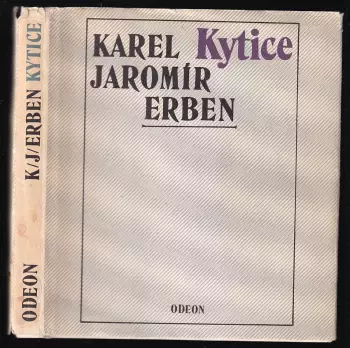 KAREL Kytice
JAROMÍR
ERBEN
ODEON
K/J/ERBEN KYTICE
ODEON